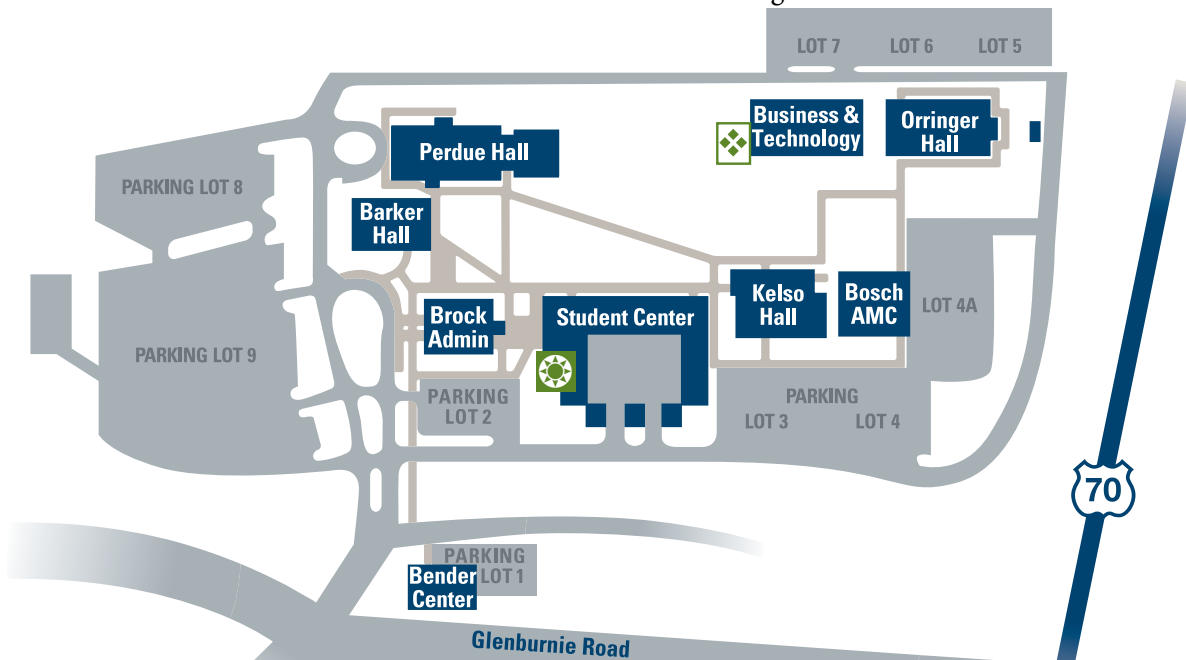 LOT 7
LOT 6
LOT 5
Business &
Technology
Orringer
Hall
Perdue Hall
PARKING LOT 8
Barker
Hall
Kelso
Hall
Bosch
AMC
LOT 4A
Brock
Admin
Student Center
PARKING LOT 9
PARKING
LOT 2
PARKING
LOT 3
LOT 4
70
PARKING
LOT 1
Bender
Center
Glenburnie Road